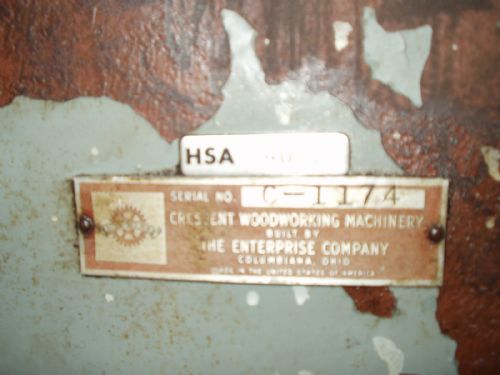 HSA
SERIAL NO. C-1174
CRESCENT WOODWORKING MACHINERY
BUILT BY
THE ENTERPRISE COMPANY
COLUMBIANA, OHIO
MADE IN THE UNITED STATES OF AMERICA